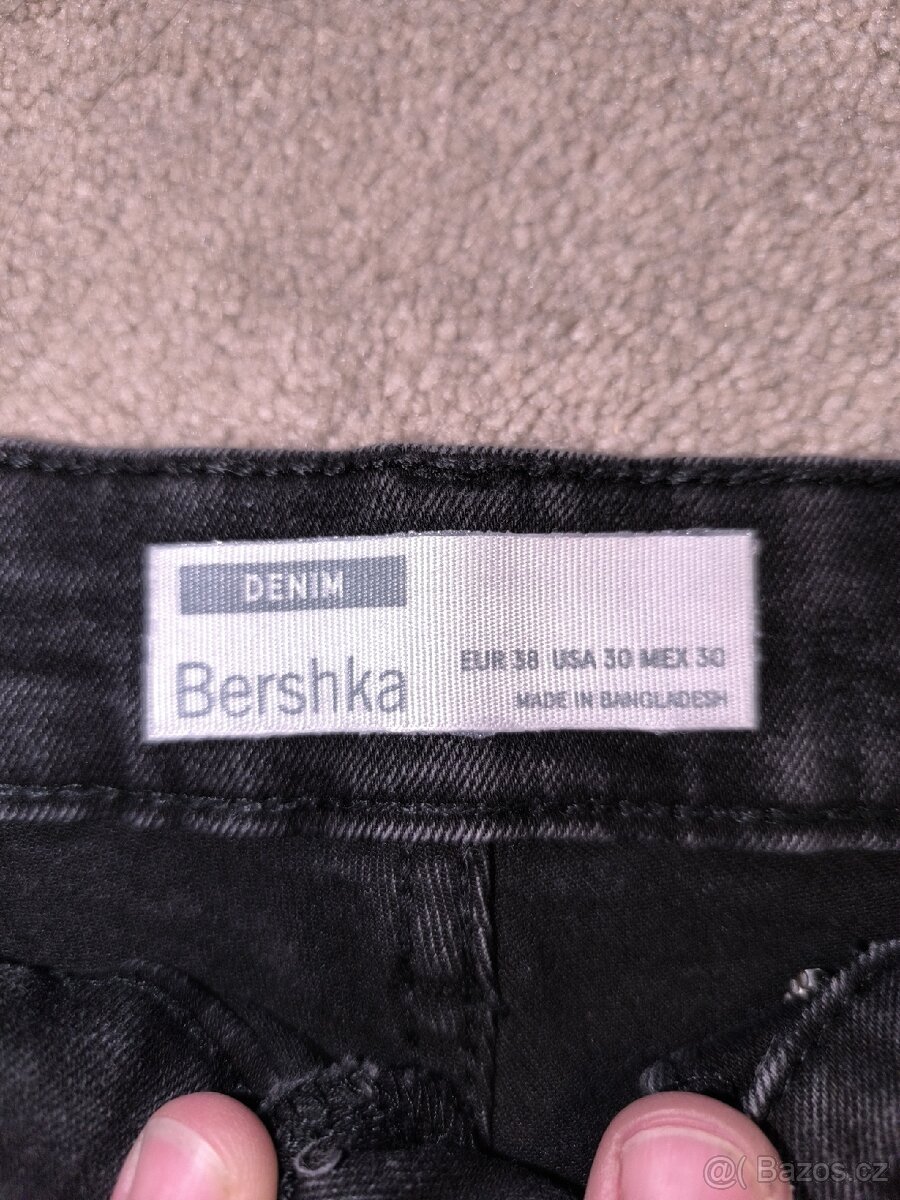 DENIM
Bershka
EUR 38 USA 30 MEX 30
MADE IN BANGLADESH
@ Bazos.cz